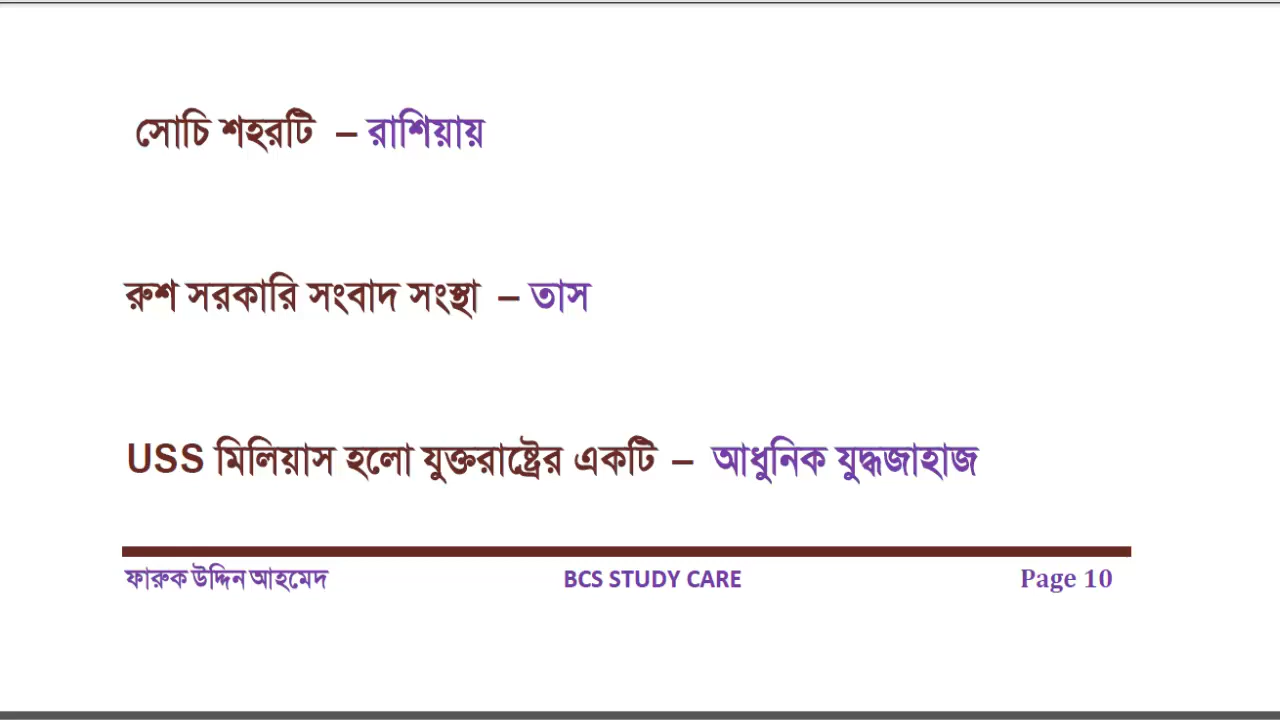 সোচি শহরটি – রাশিয়ায়
রুশ সরকারি সংবাদ সংস্থা – তাস
USS মিলিয়াস হলো যুক্তরাষ্ট্রের একটি – আধুনিক যুদ্ধজাহাজ
ফারুক উদ্দিন আহমেদ BCS STUDY CARE Page 10